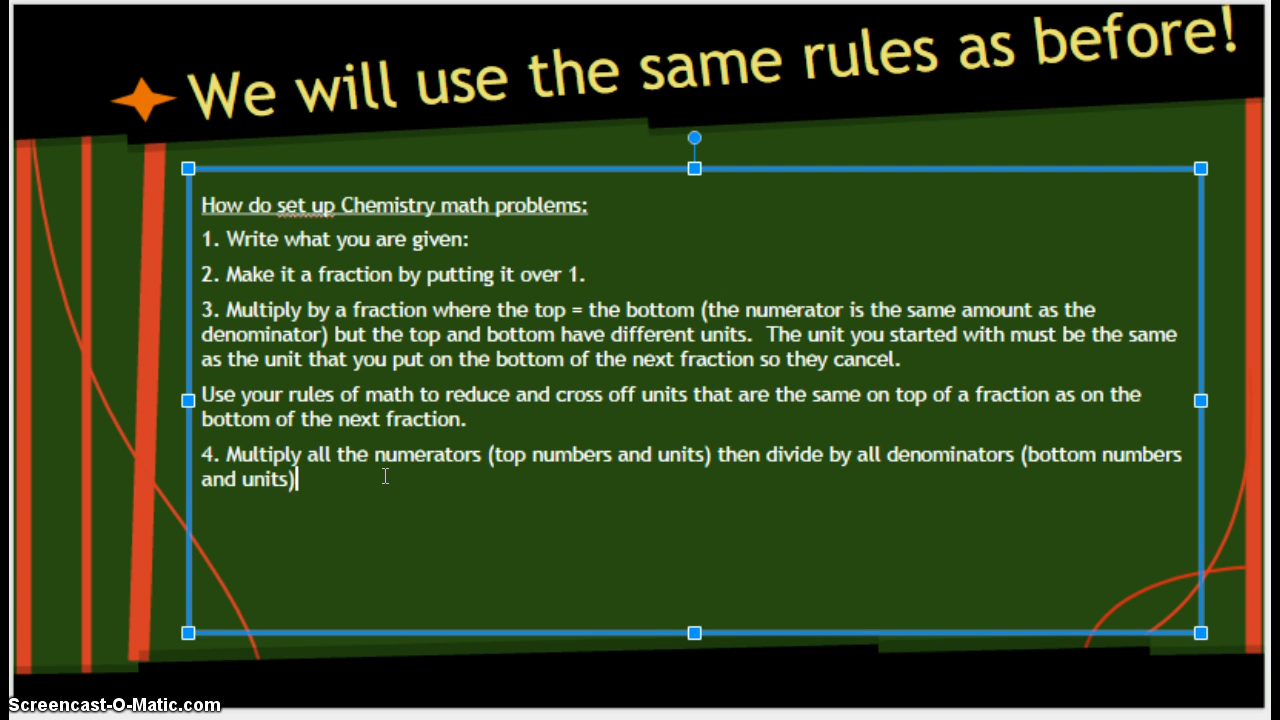 We will use the same rules as before!
How do set up Chemistry math problems:
1. Write what you are given:
2. Make it a fraction by putting it over 1.
3. Multiply by a fraction where the top = the bottom (the numerator is the same amount as the
denominator) but the top and bottom have different units.  The unit you started with must be the same
as the unit that you put on the bottom of the next fraction so they cancel.
Use your rules of math to reduce and cross off units that are the same on top of a fraction as on the
bottom of the next fraction.
4. Multiply all the numerators (top numbers and units) then divide by all denominators (bottom numbers
and units)
Screencast-O-Matic.com